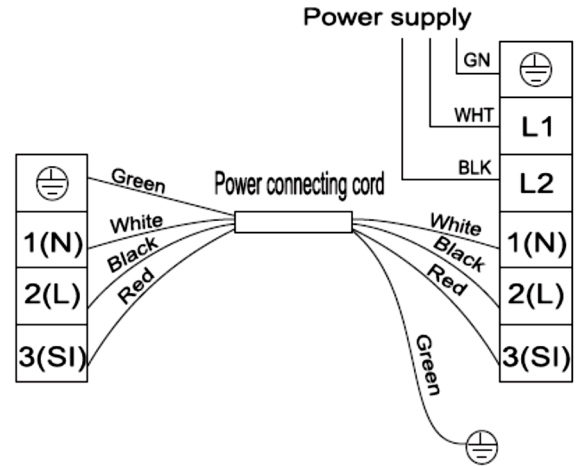 Power supply
GN
WHT
L1
BLK
L2
Green
Power connecting cord
1(N)
White
White
1(N)
2(L)
Black
Black
2(L)
3(SI)
Red
Red
3(SI)
Green